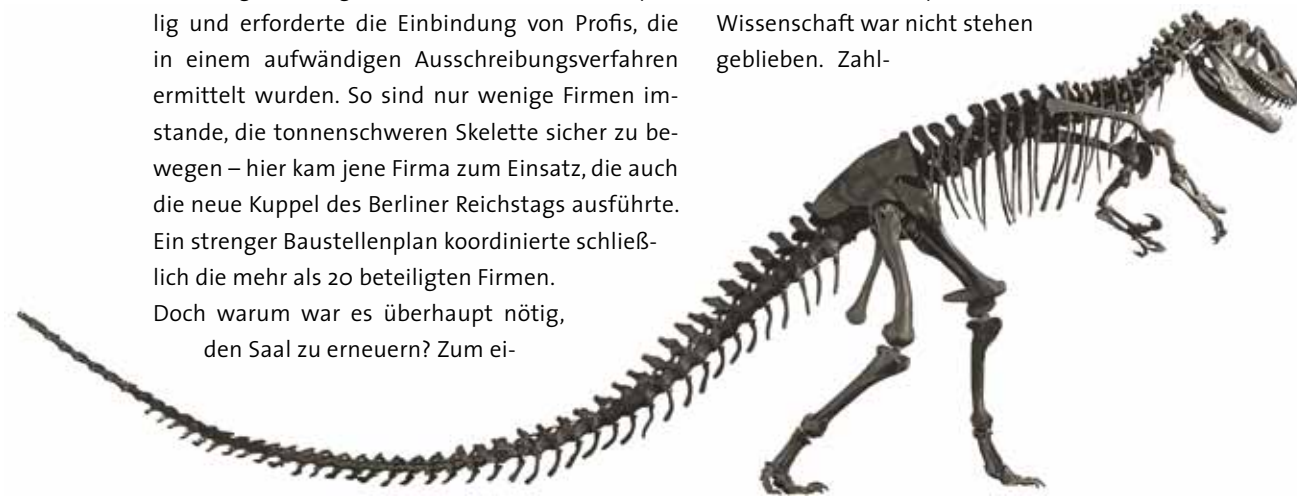 lig und erforderte die Einbindung von Profis, die
in einem aufwändigen Ausschreibungsverfahren
ermittelt wurden. So sind nur wenige Firmen im-
stande, die tonnenschweren Skelette sicher zu be-
wegen – hier kam jene Firma zum Einsatz, die auch
die neue Kuppel des Berliner Reichstags ausführte.
Ein strenger Baustellenplan koordinierte schließ-
lich die mehr als 20 beteiligten Firmen.
Doch warum war es überhaupt nötig,
den Saal zu erneuern? Zum ei-
Wissenschaft war nicht stehen
geblieben. Zahl-